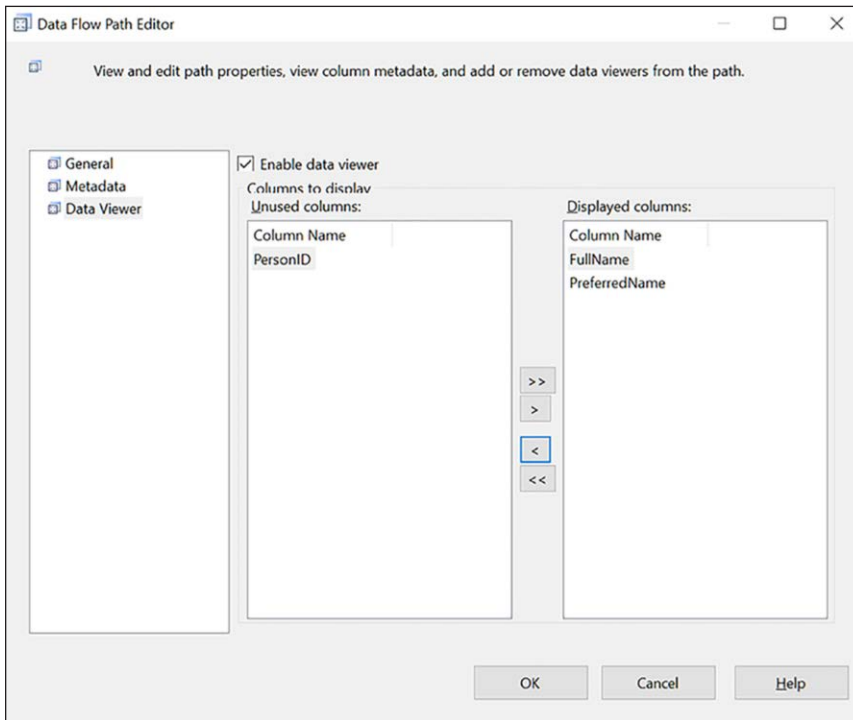 Data Flow Path Editor
View and edit path properties, view column metadata, and add or remove data viewers from the path.
General
Metadata
Data Viewer
Enable data viewer
Columns to display
Unused columns:
Column Name
PersonID
>>
>
<
<<
Displayed columns:
Column Name
FullName
PreferredName
OK
Cancel
Help